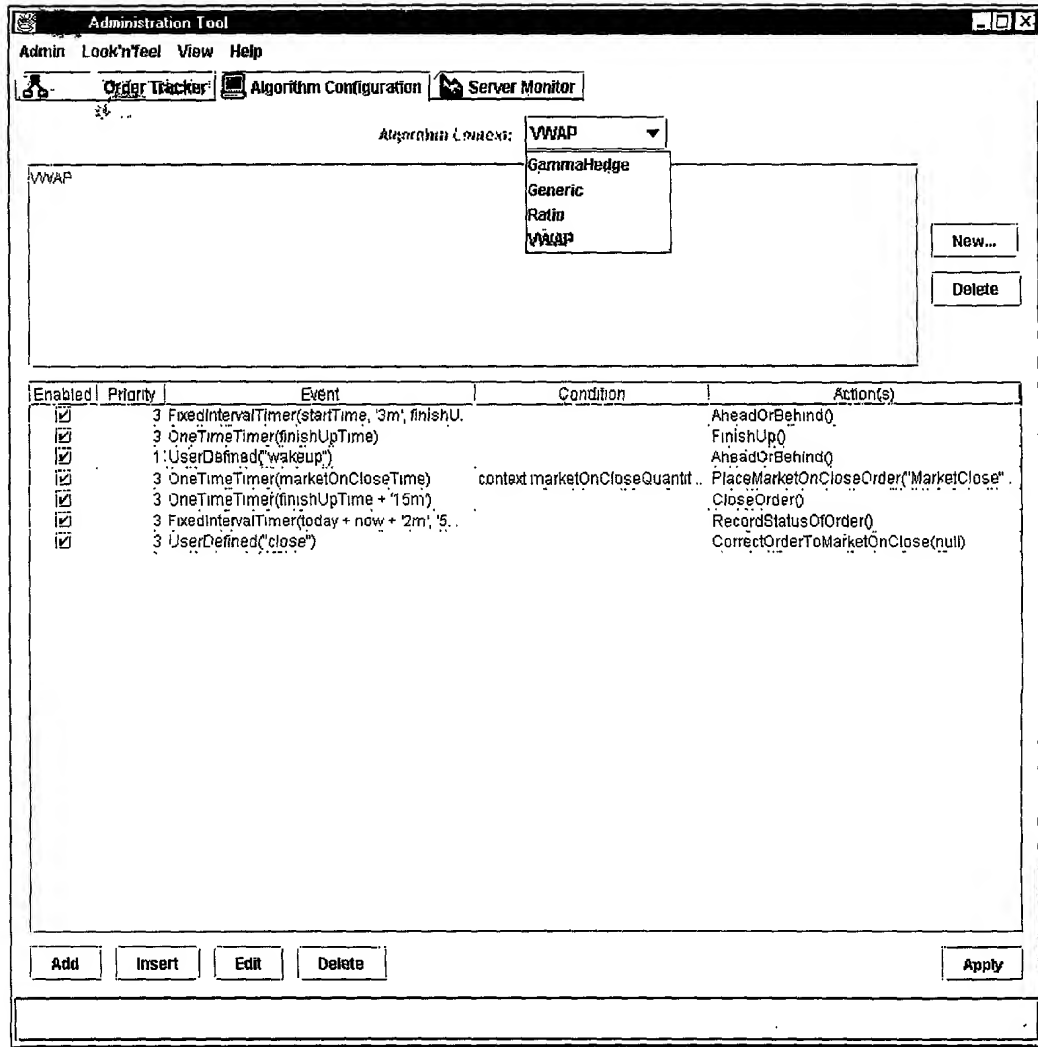 Administration Tool
Admin Look'n'feel View Help
Order Tracker Algorithm Configuration Server Monitor
Algorithm Context: VWAP
GammaHedge
Generic
Ratio
VWAP
VWAP
New...
Delete
Enabled Priority Event Condition Action(s)
3 FixedIntervalTimer(startTime, '3m', finishU. AheadOrBehind()
3 OneTimeTimer(finishUpTime) FinishUp()
1 UserDefined("wakeup") AheadOrBehind()
3 OneTimeTimer(marketOnCloseTime) context marketOnCloseQuantit .. PlaceMarketOnCloseOrder("MarketClose" .
3 OneTimeTimer(finishUpTime + '15m') CloseOrder()
3 FixedIntervalTimer(today + now + '2m', '5. . RecordStatusOfOrder()
3 UserDefined("close") CorrectOrderToMarketOnClose(null)
Add Insert Edit Delete Apply